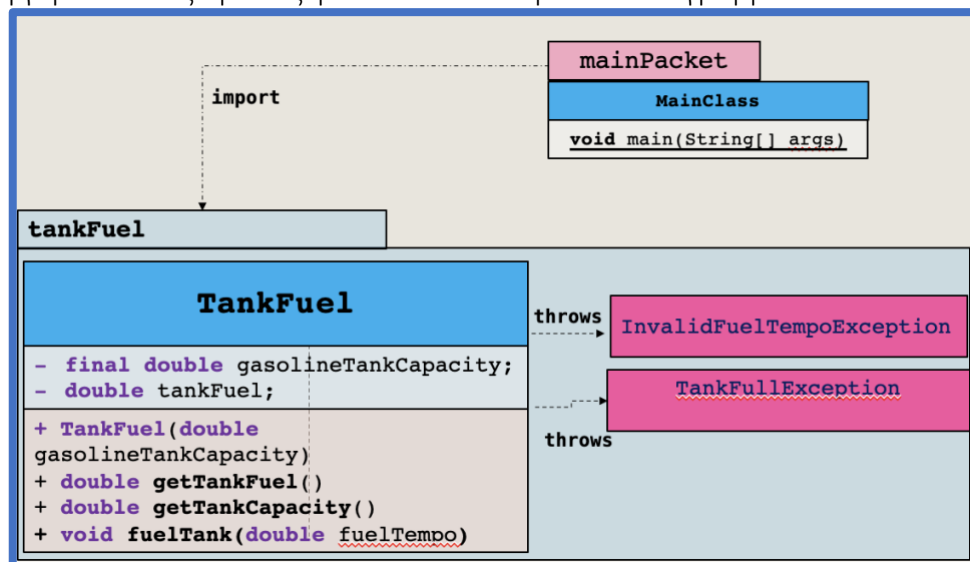 mainPacket
import
MainClass
void main(String[] args)
tankFuel
TankFuel
throws
InvalidFuelTempoException
- final double gasolineTankCapacity;
- double tankFuel;
TankFullException
throws
+ TankFuel(double
gasolineTankCapacity)
+ double getTankFuel()
+ double getTankCapacity()
+ void fuelTank(double fuelTempo)